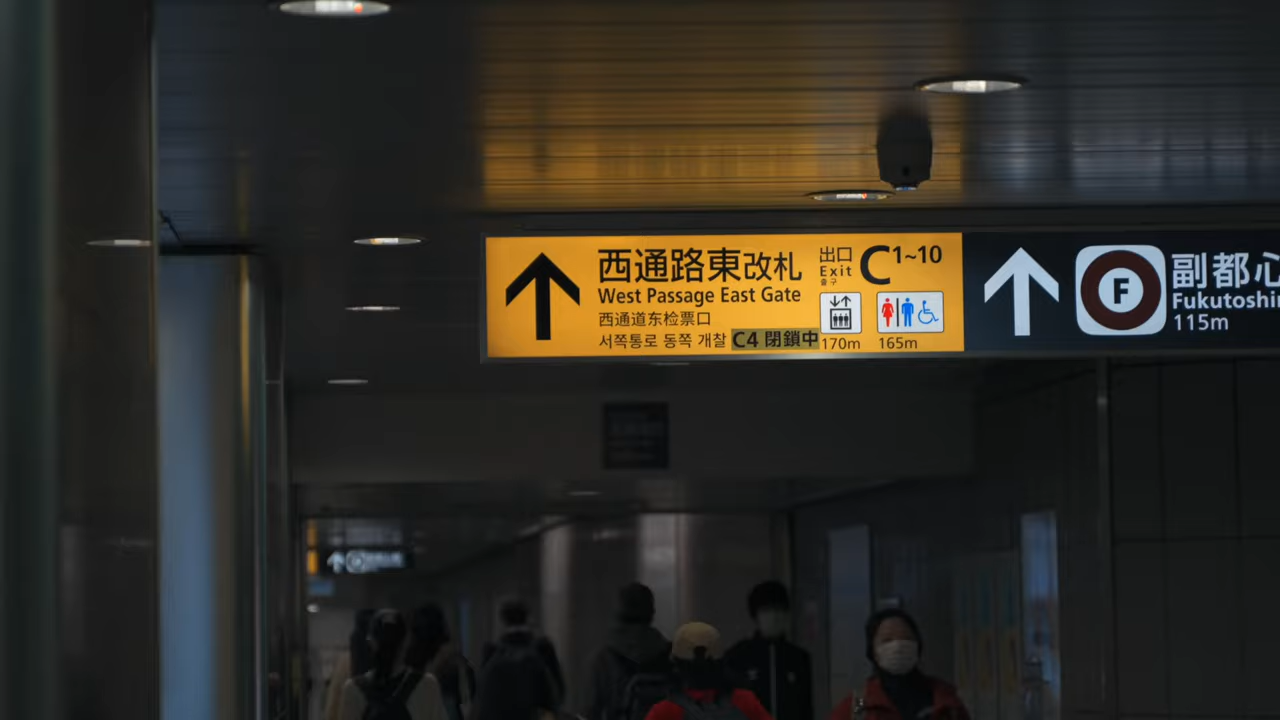 西通路東改札
West Passage East Gate
西通道东检票口
서쪽통로 동쪽 개찰
C4 閉鎖中
出口
Exit
출구
C1~10
170m
165m
F
副都心
Fukutoshin
115m